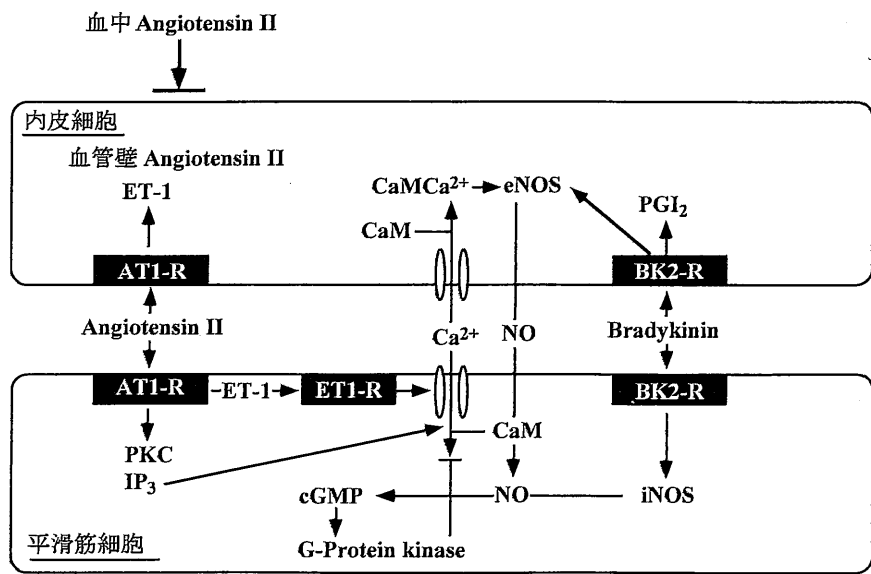 血中 Angiotensin II
内皮細胞
血管壁 Angiotensin II
ET-1
CaMCa²⁺
eNOS
PGI₂
CaM
AT1-R
BK2-R
Angiotensin II
Ca²⁺
NO
Bradykinin
AT1-R
ET-1
ET1-R
BK2-R
PKC
CaM
IP₃
cGMP
NO
iNOS
平滑筋細胞
G-Protein kinase